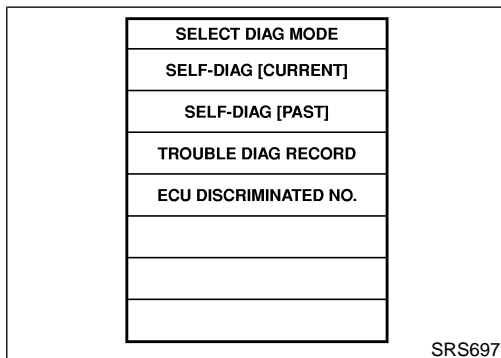 SELECT DIAG MODE
SELF-DIAG [CURRENT]
SELF-DIAG [PAST]
TROUBLE DIAG RECORD
ECU DISCRIMINATED NO.
SRS697